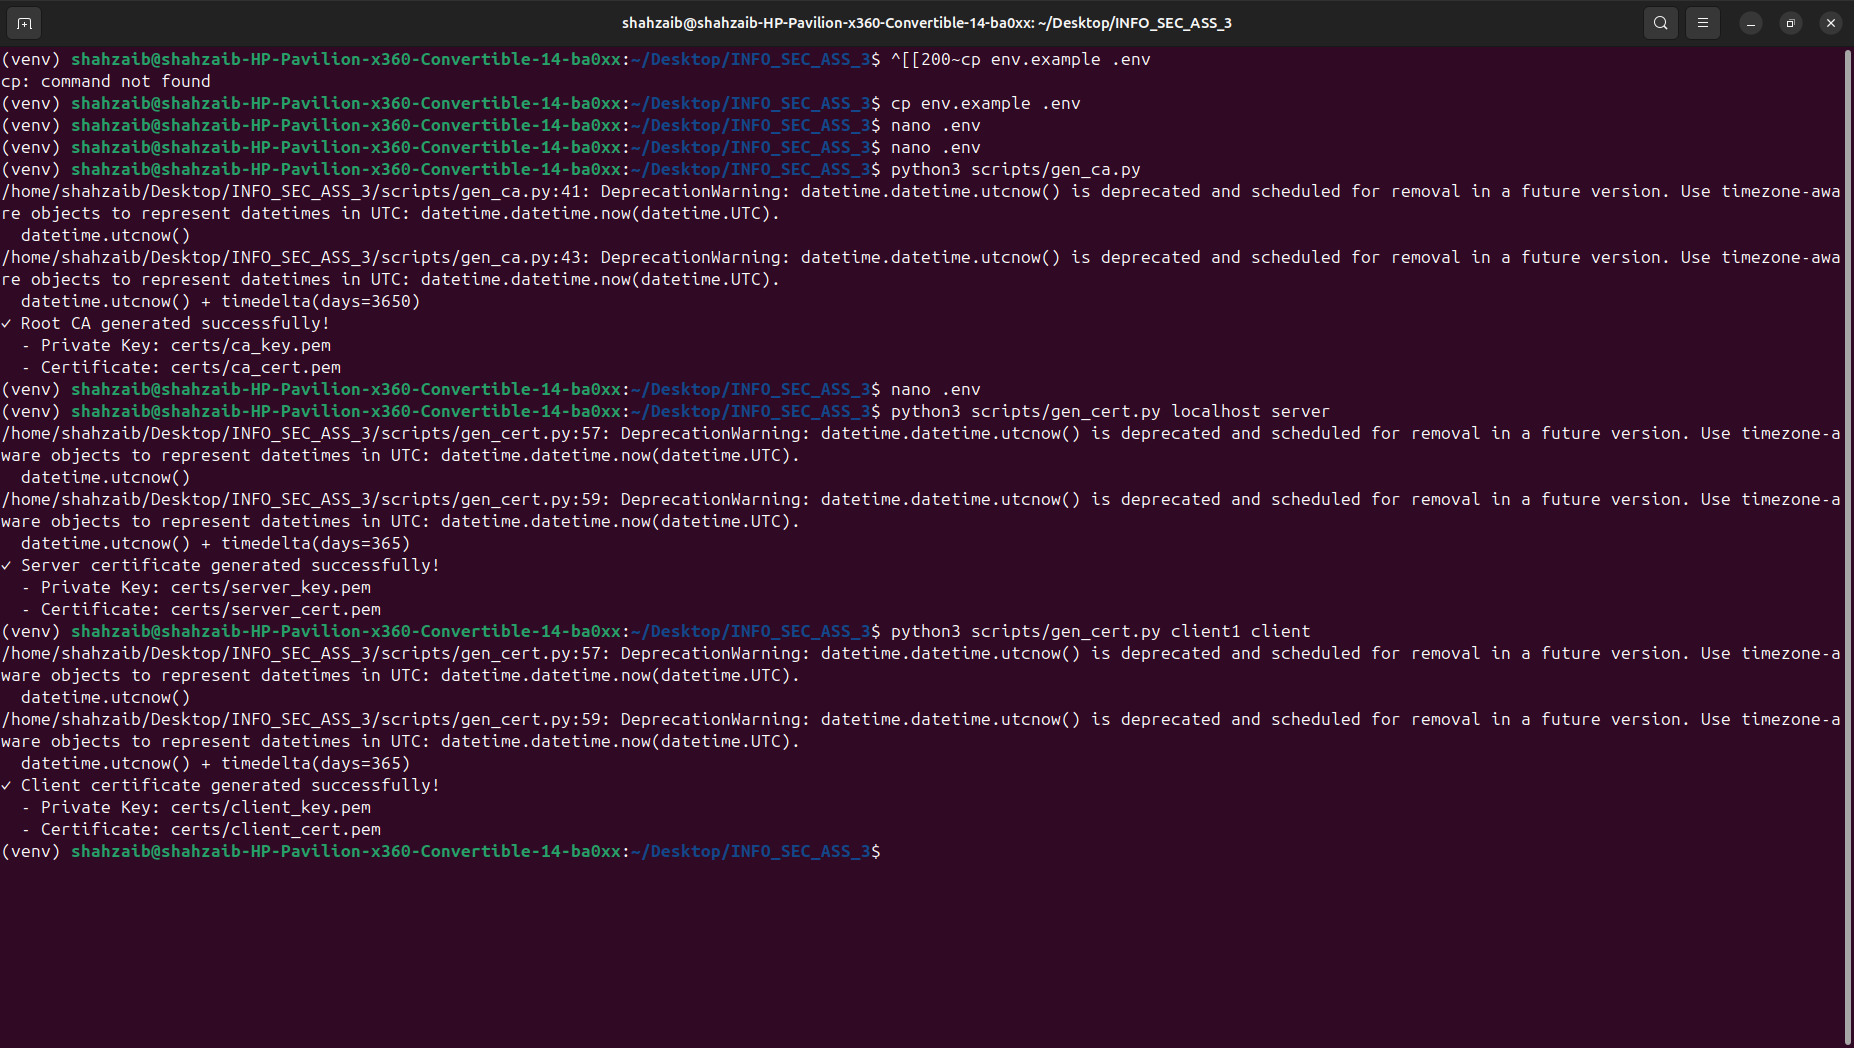 shahzaib@shahzaib-HP-Pavilion-x360-Convertible-14-ba0xx: ~/Desktop/INFO_SEC_ASS_3
(venv) shahzaib@shahzaib-HP-Pavilion-x360-Convertible-14-ba0xx:~/Desktop/INFO_SEC_ASS_3$ ^[[200~cp env.example .env
cp: command not found
(venv) shahzaib@shahzaib-HP-Pavilion-x360-Convertible-14-ba0xx:~/Desktop/INFO_SEC_ASS_3$ cp env.example .env
(venv) shahzaib@shahzaib-HP-Pavilion-x360-Convertible-14-ba0xx:~/Desktop/INFO_SEC_ASS_3$ nano .env
(venv) shahzaib@shahzaib-HP-Pavilion-x360-Convertible-14-ba0xx:~/Desktop/INFO_SEC_ASS_3$ nano .env
(venv) shahzaib@shahzaib-HP-Pavilion-x360-Convertible-14-ba0xx:~/Desktop/INFO_SEC_ASS_3$ python3 scripts/gen_ca.py
/home/shahzaib/Desktop/INFO_SEC_ASS_3/scripts/gen_ca.py:41: DeprecationWarning: datetime.datetime.utcnow() is deprecated and scheduled for removal in a future version. Use timezone-awa
re objects to represent datetimes in UTC: datetime.datetime.now(datetime.UTC).
  datetime.utcnow()
/home/shahzaib/Desktop/INFO_SEC_ASS_3/scripts/gen_ca.py:43: DeprecationWarning: datetime.datetime.utcnow() is deprecated and scheduled for removal in a future version. Use timezone-awa
re objects to represent datetimes in UTC: datetime.datetime.now(datetime.UTC).
  datetime.utcnow() + timedelta(days=3650)
✓ Root CA generated successfully!
  - Private Key: certs/ca_key.pem
  - Certificate: certs/ca_cert.pem
(venv) shahzaib@shahzaib-HP-Pavilion-x360-Convertible-14-ba0xx:~/Desktop/INFO_SEC_ASS_3$ nano .env
(venv) shahzaib@shahzaib-HP-Pavilion-x360-Convertible-14-ba0xx:~/Desktop/INFO_SEC_ASS_3$ python3 scripts/gen_cert.py localhost server
/home/shahzaib/Desktop/INFO_SEC_ASS_3/scripts/gen_cert.py:57: DeprecationWarning: datetime.datetime.utcnow() is deprecated and scheduled for removal in a future version. Use timezone-a
ware objects to represent datetimes in UTC: datetime.datetime.now(datetime.UTC).
  datetime.utcnow()
/home/shahzaib/Desktop/INFO_SEC_ASS_3/scripts/gen_cert.py:59: DeprecationWarning: datetime.datetime.utcnow() is deprecated and scheduled for removal in a future version. Use timezone-a
ware objects to represent datetimes in UTC: datetime.datetime.now(datetime.UTC).
  datetime.utcnow() + timedelta(days=365)
✓ Server certificate generated successfully!
  - Private Key: certs/server_key.pem
  - Certificate: certs/server_cert.pem
(venv) shahzaib@shahzaib-HP-Pavilion-x360-Convertible-14-ba0xx:~/Desktop/INFO_SEC_ASS_3$ python3 scripts/gen_cert.py client1 client
/home/shahzaib/Desktop/INFO_SEC_ASS_3/scripts/gen_cert.py:57: DeprecationWarning: datetime.datetime.utcnow() is deprecated and scheduled for removal in a future version. Use timezone-a
ware objects to represent datetimes in UTC: datetime.datetime.now(datetime.UTC).
  datetime.utcnow()
/home/shahzaib/Desktop/INFO_SEC_ASS_3/scripts/gen_cert.py:59: DeprecationWarning: datetime.datetime.utcnow() is deprecated and scheduled for removal in a future version. Use timezone-a
ware objects to represent datetimes in UTC: datetime.datetime.now(datetime.UTC).
  datetime.utcnow() + timedelta(days=365)
✓ Client certificate generated successfully!
  - Private Key: certs/client_key.pem
  - Certificate: certs/client_cert.pem
(venv) shahzaib@shahzaib-HP-Pavilion-x360-Convertible-14-ba0xx:~/Desktop/INFO_SEC_ASS_3$